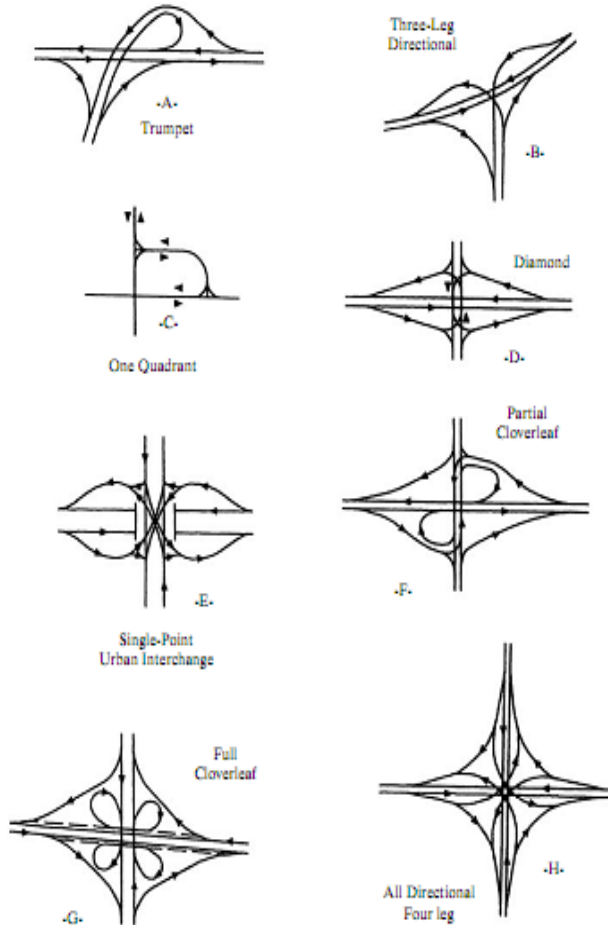 -A-
Trumpet
Three-Leg
Directional
-B-
-C-
One Quadrant
Diamond
-D-
-E-
Single-Point
Urban Interchange
Partial
Cloverleaf
-F-
Full
Cloverleaf
-G-
-H-
All Directional
Four leg